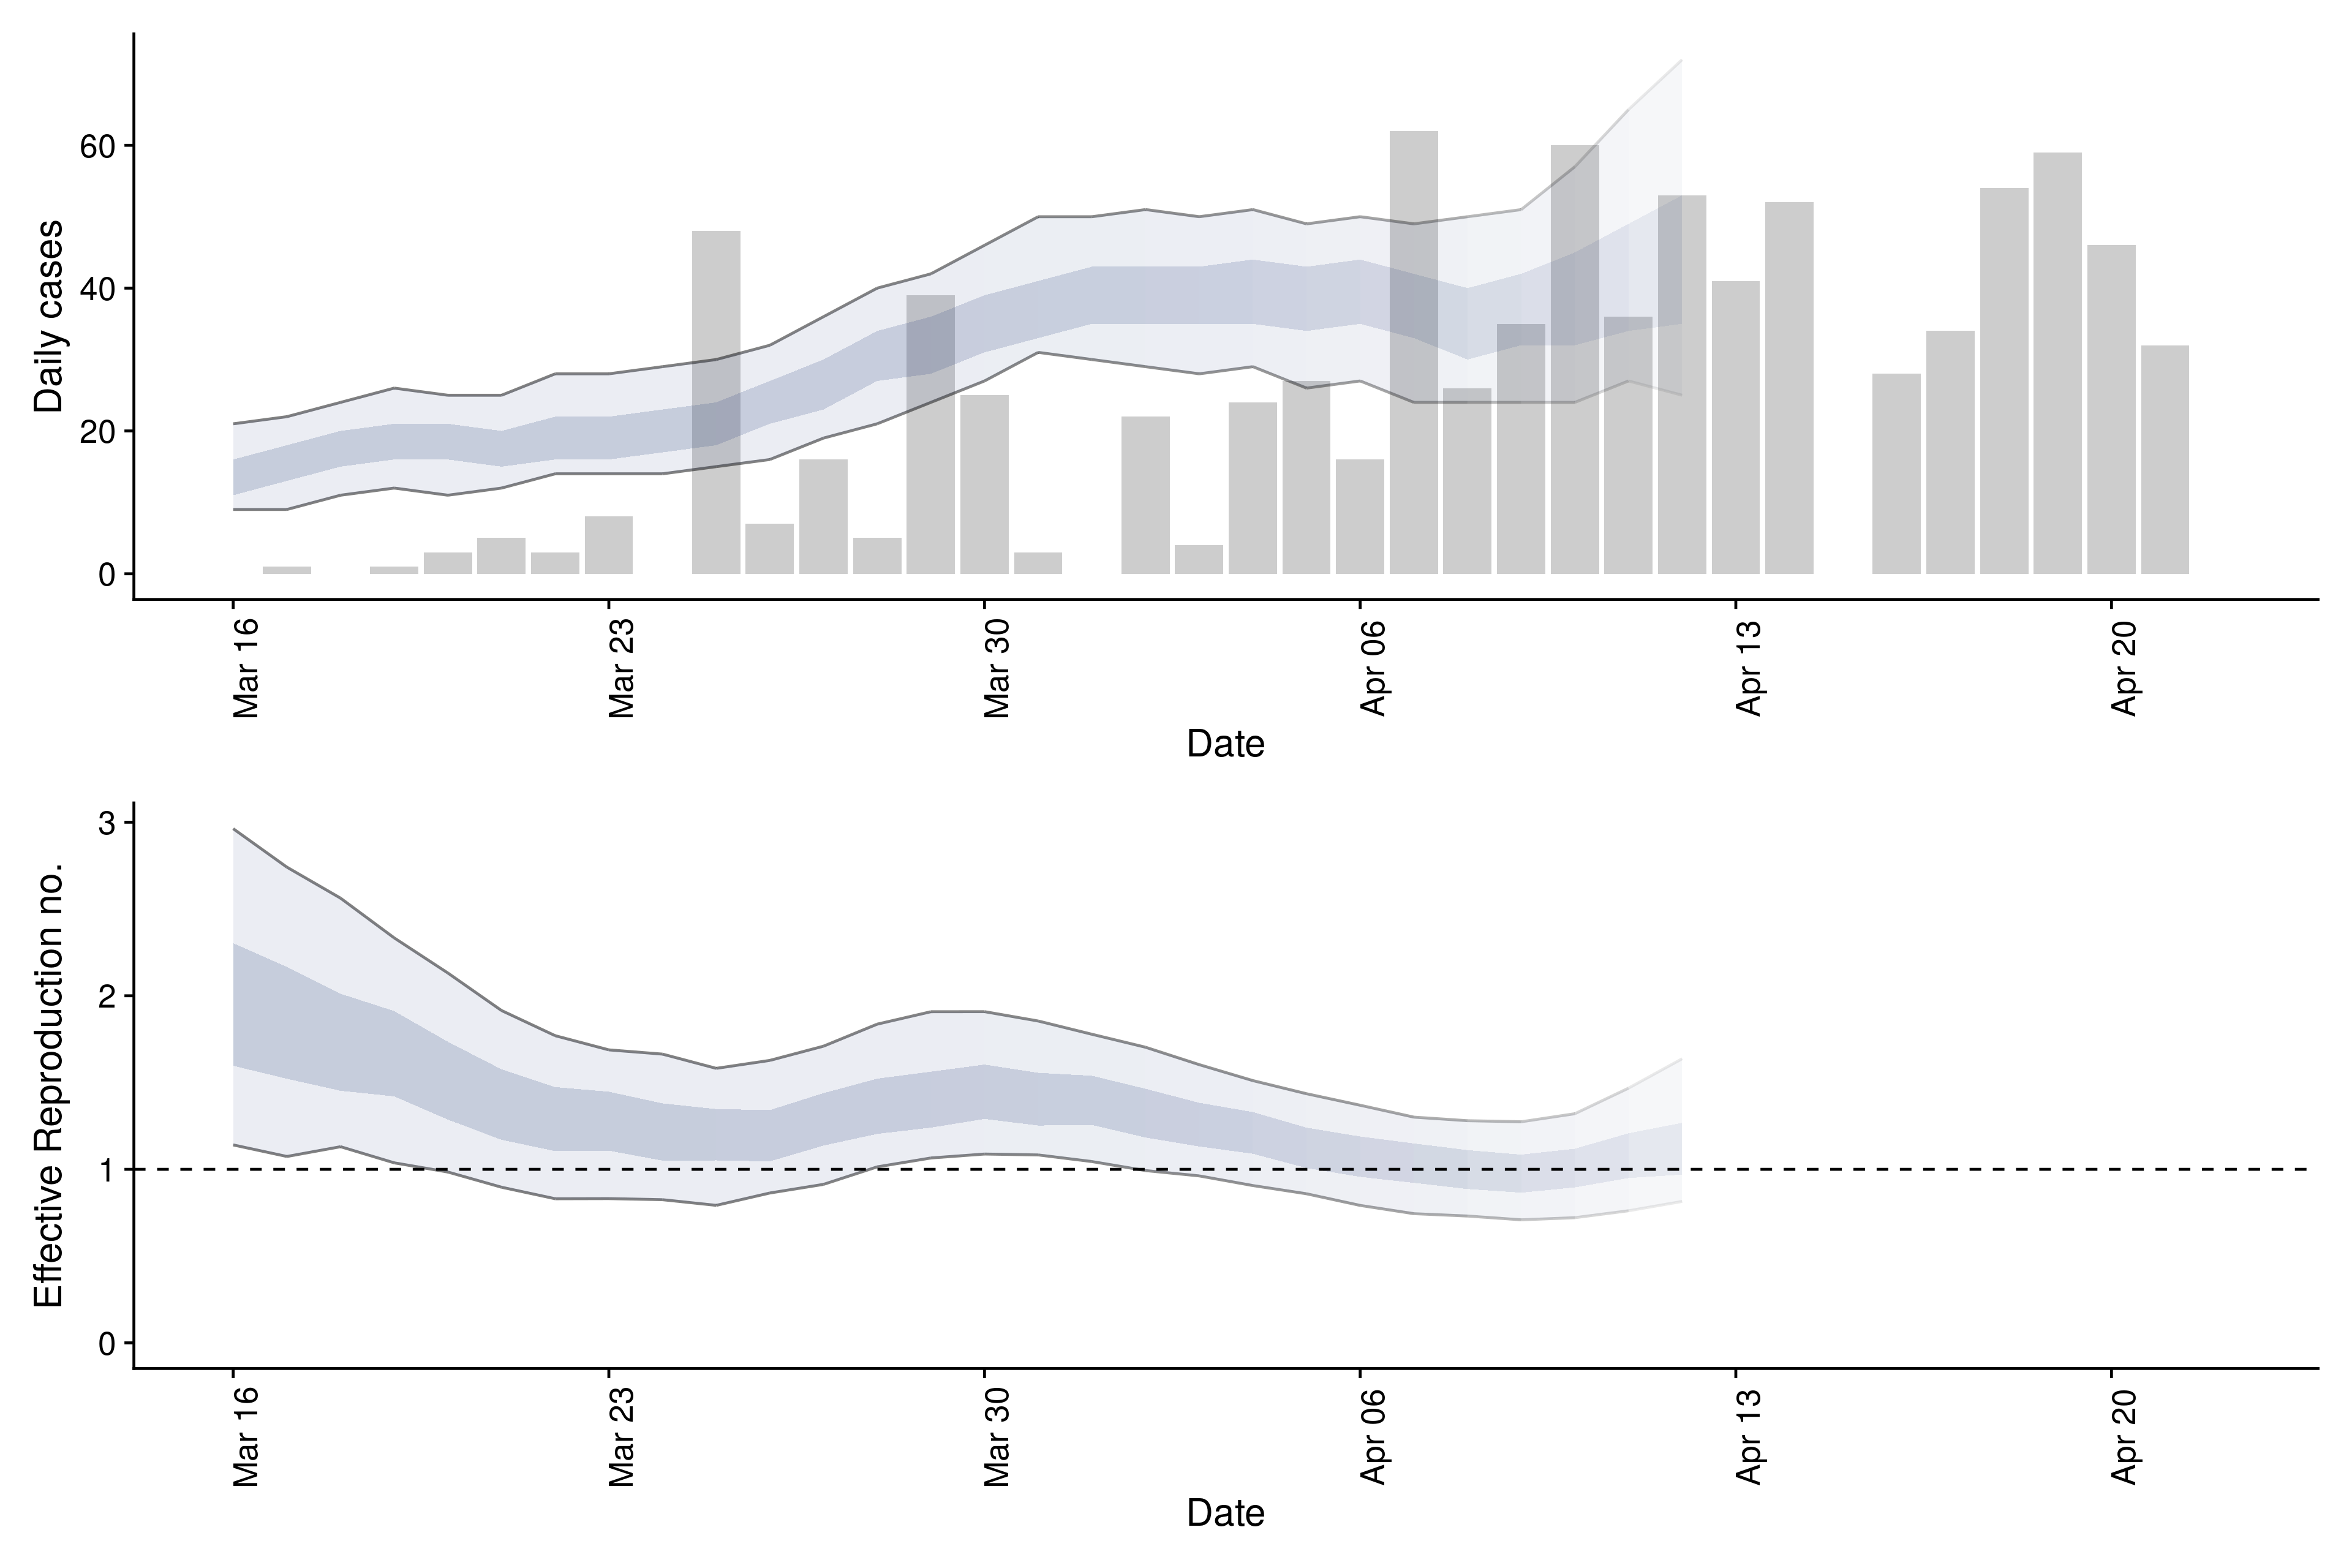 Daily cases
60
40
20
0
Mar 16
Mar 23
Mar 30
Apr 06
Apr 13
Apr 20
Date
Effective Reproduction no.
3
2
1
0
Mar 16
Mar 23
Mar 30
Apr 06
Apr 13
Apr 20
Date